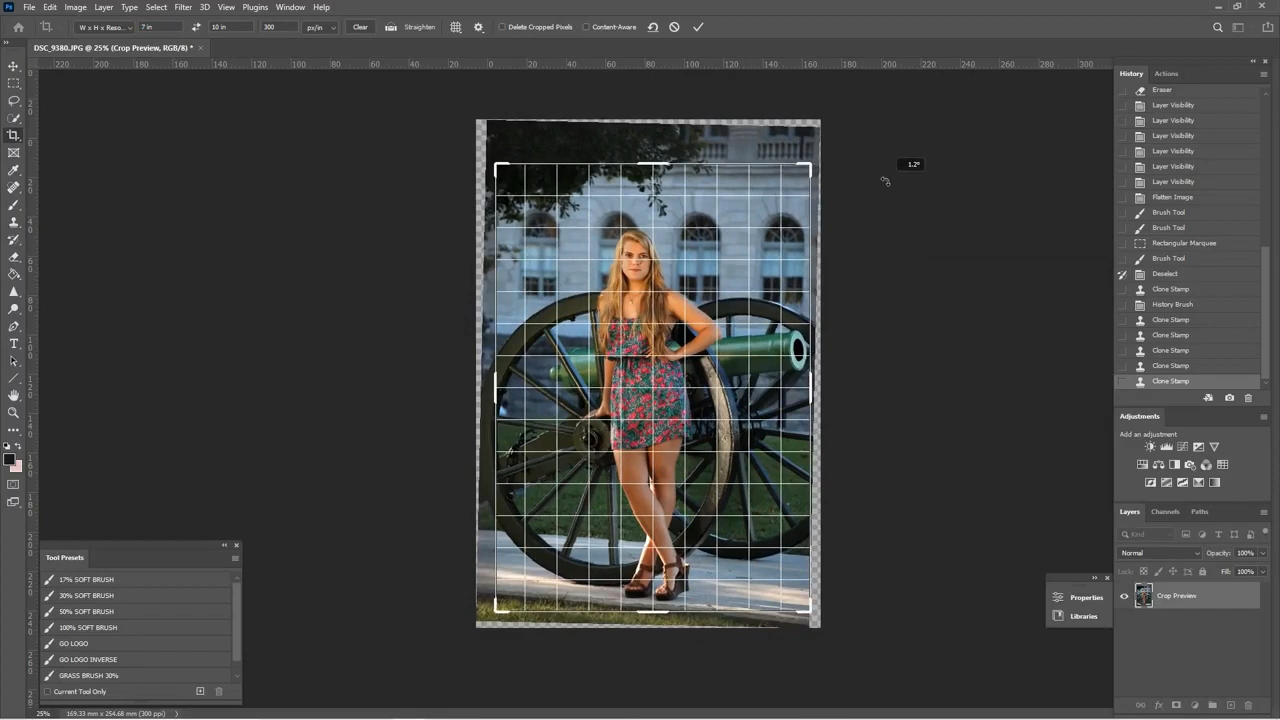 Ps File Edit Image Layer Type Select Filter 3D View Plugins Window Help
W x H x Reso... 7 in 10 in 300 px/in Clear Straighten Delete Cropped Pixels Content-Aware
DSC_9380.JPG @ 25% (Crop Preview, RGB/8) *
220 200 180 160 140 120 100 80 60 40 20 0 20 40 60 80 100 120 140 160 180 200 220 240 260 280 300
1.2°
History Actions
Eraser
Layer Visibility
Layer Visibility
Layer Visibility
Layer Visibility
Layer Visibility
Layer Visibility
Flatten Image
Brush Tool
Brush Tool
Rectangular Marquee
Brush Tool
Deselect
Clone Stamp
History Brush
Clone Stamp
Clone Stamp
Clone Stamp
Clone Stamp
Clone Stamp
Adjustments
Add an adjustment
Layers Channels Paths
Kind
Normal Opacity: 100%
Lock: Fill: 100%
Crop Preview
Properties
Libraries
Tool Presets
17% SOFT BRUSH
30% SOFT BRUSH
50% SOFT BRUSH
100% SOFT BRUSH
GO LOGO
GO LOGO INVERSE
GRASS BRUSH 30%
Current Tool Only
25% 169.33 mm x 254.68 mm (300 ppi)